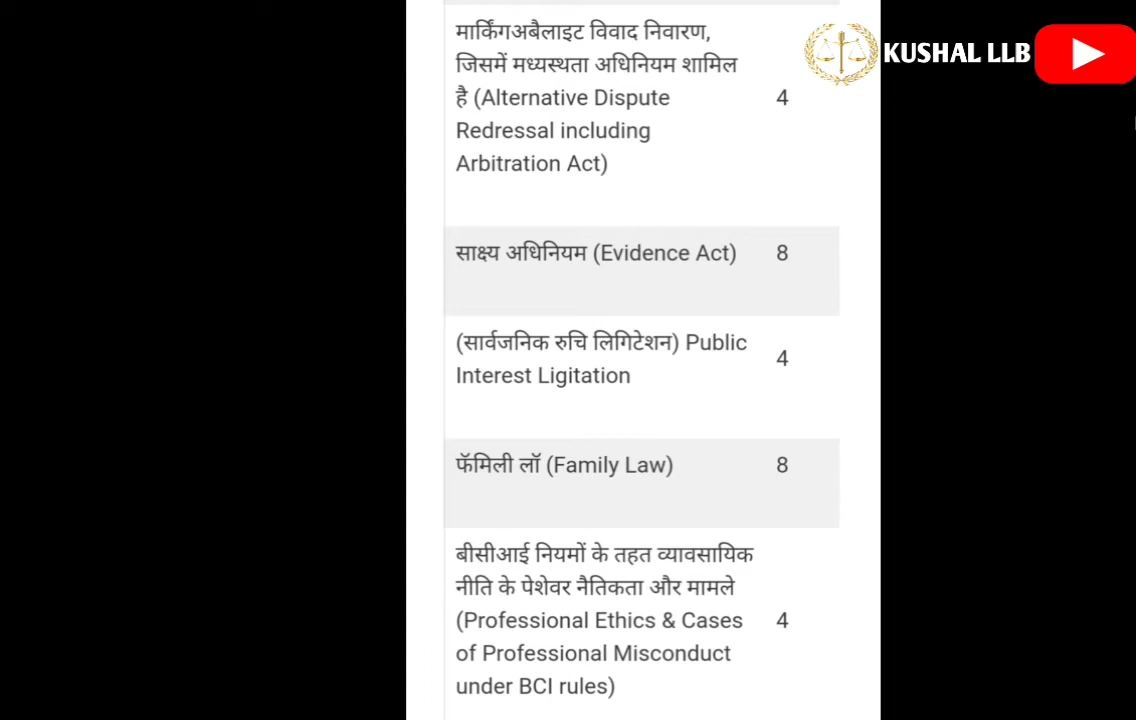 मार्किंगअबैलाइट विवाद निवारण,
जिसमें मध्यस्थता अधिनियम शामिल
है (Alternative Dispute
Redressal including
Arbitration Act)
4
KUSHAL LLB
साक्ष्य अधिनियम (Evidence Act) 8
(सार्वजनिक रुचि लिगिटेशन) Public
Interest Ligitation
4
फॅमिली लॉ (Family Law) 8
बीसीआई नियमों के तहत व्यावसायिक
नीति के पेशेवर नैतिकता और मामले
(Professional Ethics & Cases
of Professional Misconduct
under BCI rules)
4